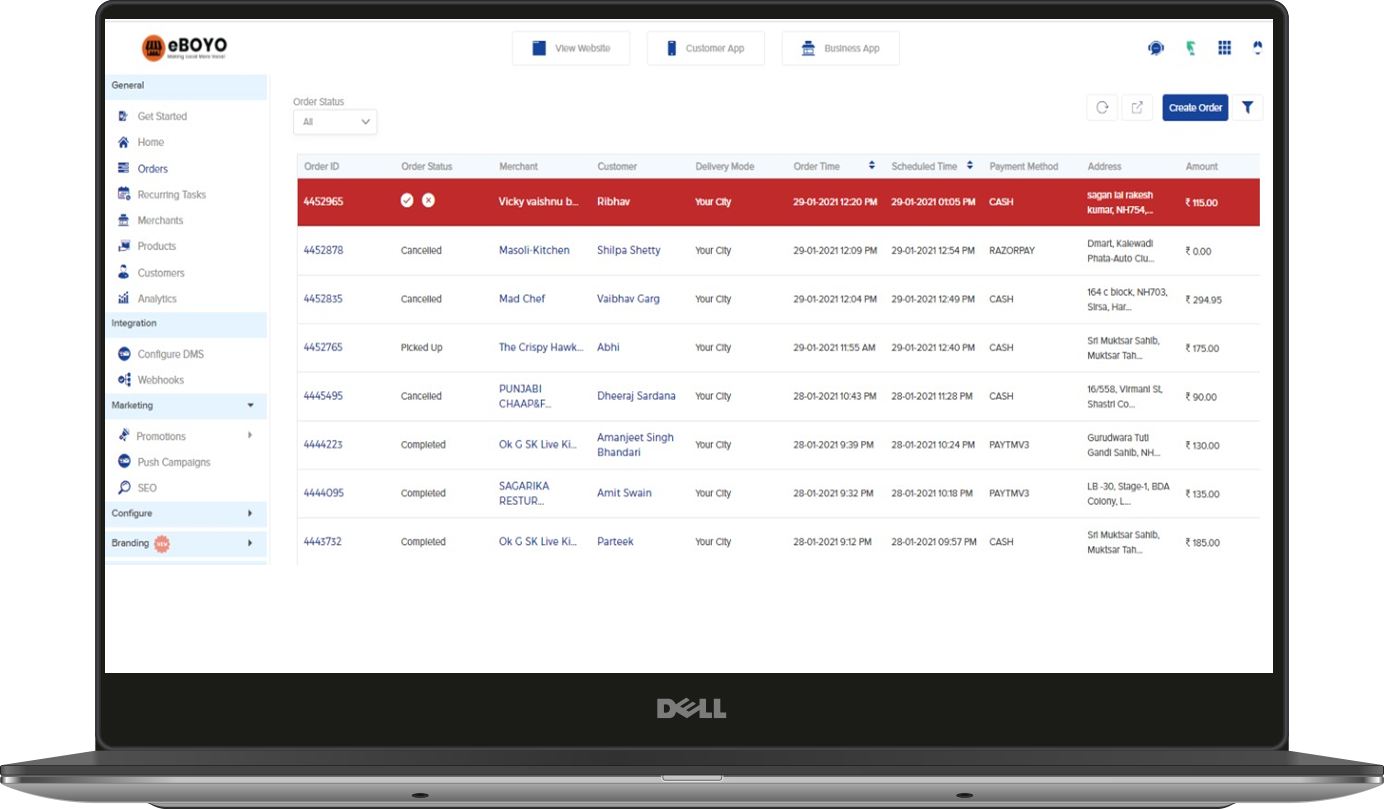 eBOYO
Making Local More Vocal!
View Website
Customer App
Business App
General
Get Started
Home
Orders
Recurring Tasks
Merchants
Products
Customers
Analytics
Integration
Configure DMS
Webhooks
Marketing
Promotions
Push Campaigns
SEO
Configure
Branding NEW
Order Status
All
Create Order
Order ID Order Status Merchant Customer Delivery Mode Order Time Scheduled Time Payment Method Address Amount
4452965 Vicky vaishnu b... Ribhav Your City 29-01-2021 12:20 PM 29-01-2021 01:05 PM CASH sagan lal rakesh
kumar, NH754,... ₹ 115.00
4452878 Cancelled Masoli-Kitchen Shilpa Shetty Your City 29-01-2021 12:09 PM 29-01-2021 12:54 PM RAZORPAY Dmart, Kalewadi
Phata-Auto Clu... ₹ 0.00
4452835 Cancelled Mad Chef Vaibhav Garg Your City 29-01-2021 12:04 PM 29-01-2021 12:49 PM CASH 164 c block, NH703,
Sirsa, Har... ₹ 294.95
4452765 Picked Up The Crispy Hawk... Abhi Your City 29-01-2021 11:55 AM 29-01-2021 12:40 PM CASH Sri Muktsar Sahib,
Muktsar Tah... ₹ 175.00
4445495 Cancelled PUNJABI
CHAAP&F... Dheeraj Sardana Your City 28-01-2021 10:43 PM 28-01-2021 11:28 PM CASH 16/558, Virmani St,
Shastri Co... ₹ 90.00
4444223 Completed Ok G SK Live Ki... Amanjeet Singh
Bhandari Your City 28-01-2021 9:39 PM 28-01-2021 10:24 PM PAYTMV3 Gurudwara Tuti
Gandi Sahib, NH... ₹ 130.00
4444095 Completed SAGARIKA
RESTUR... Amit Swain Your City 28-01-2021 9:32 PM 28-01-2021 10:18 PM PAYTMV3 LB -30, Stage-1, BDA
Colony, L... ₹ 135.00
4443732 Completed Ok G SK Live Ki... Parteek Your City 28-01-2021 9:12 PM 28-01-2021 09:57 PM CASH Sri Muktsar Sahib,
Muktsar Tah... ₹ 185.00
DELL